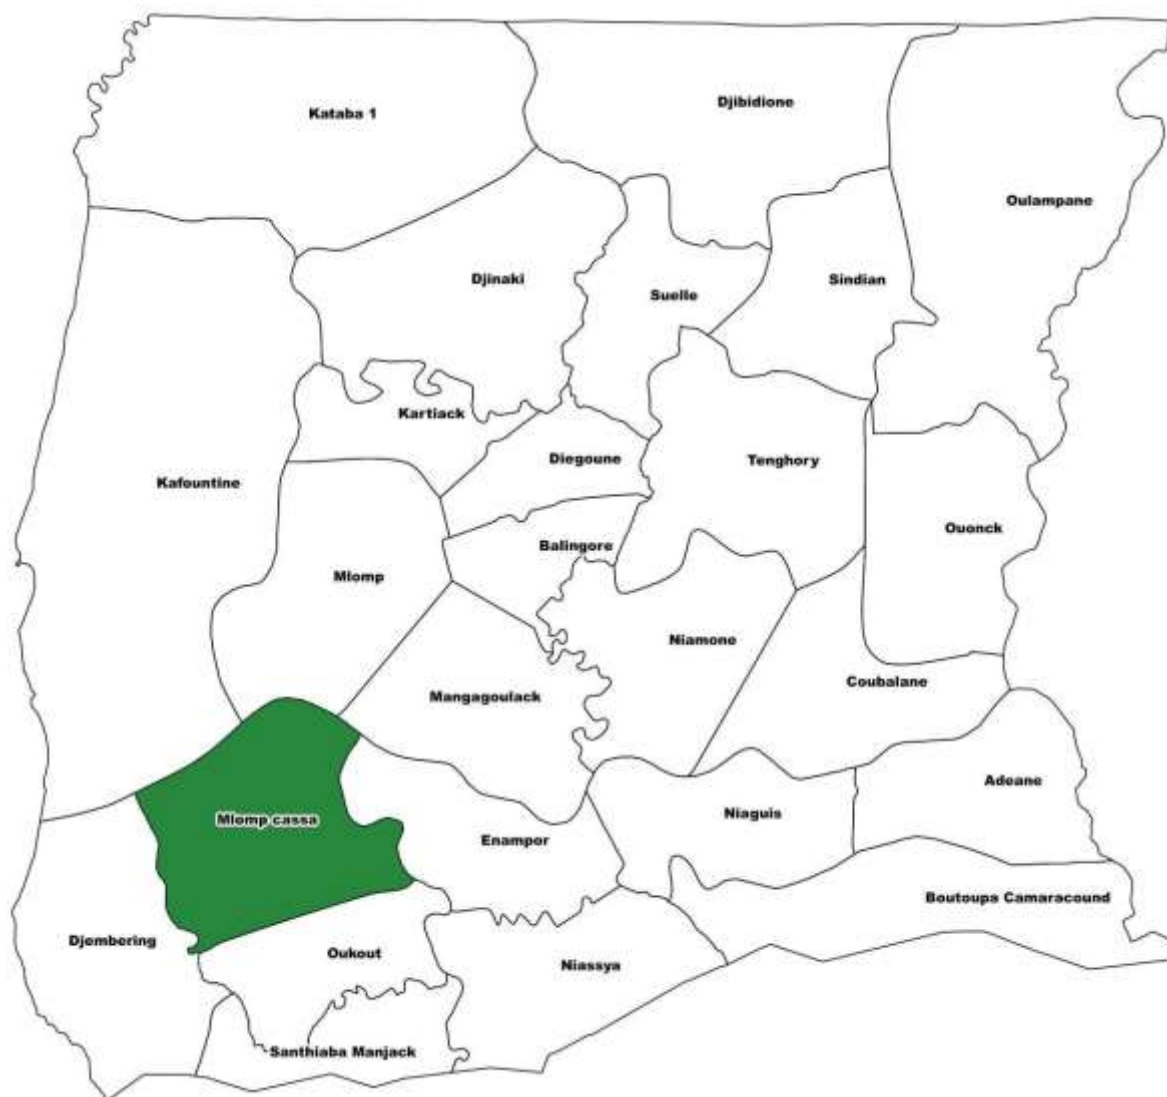 Djibidione
Kataba 1
Oulampane
Djinaki
Sindian
Suelle
Kartiack
Diegoune
Tenghory
Kafountine
Ouonck
Balingore
Mlomp
Niamone
Coubalane
Mangagoulack
Adeane
Niaguis
Mlomp cassa
Enampor
Boutoupa Camaracound
Djembering
Oukout
Niassya
Santhiaba Manjack